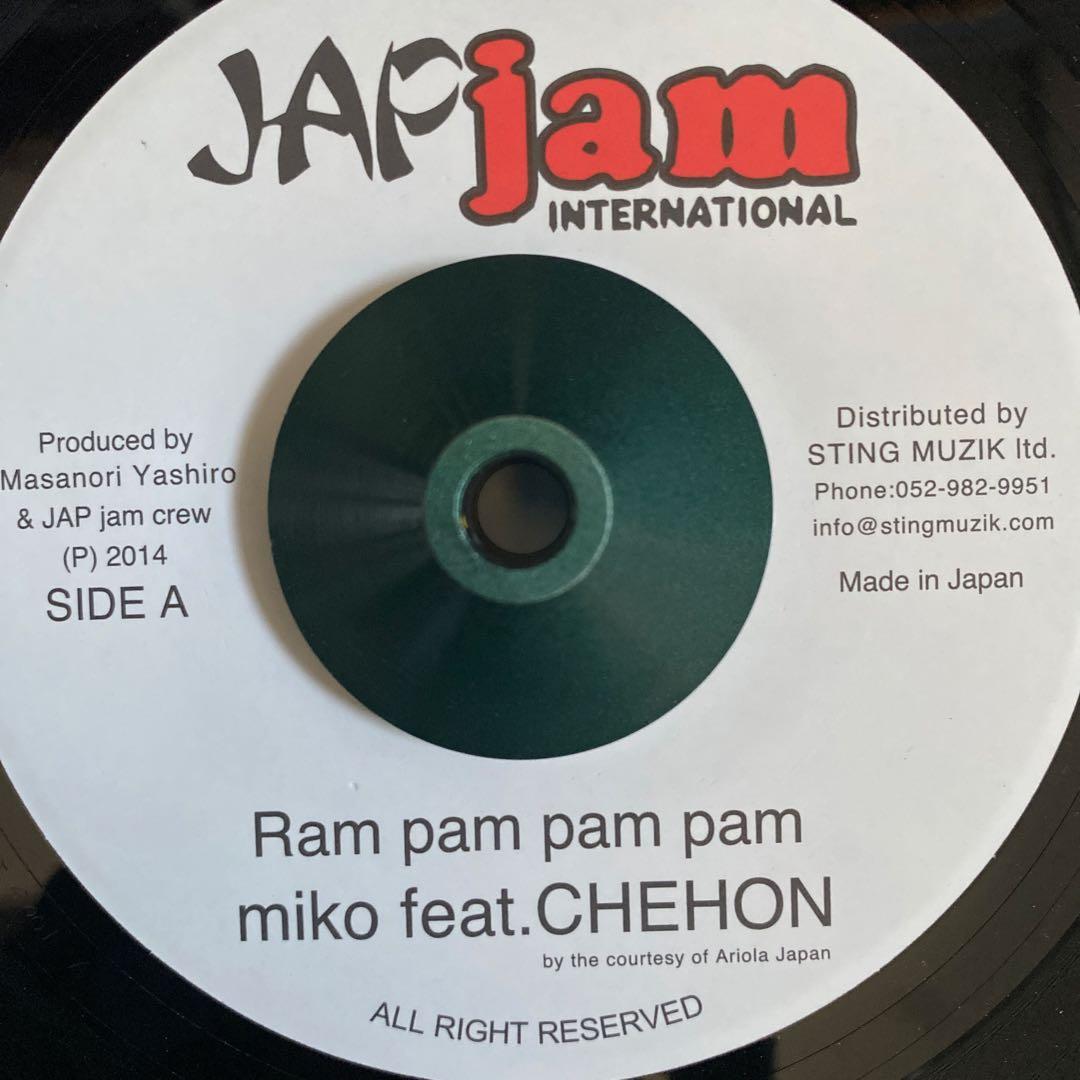 JAPjam
INTERNATIONAL
Produced by
Masanori Yashiro
& JAP jam crew
(P) 2014
SIDE A
Distributed by
STING MUZIK ltd.
Phone:052-982-9951
info@stingmuzik.com
Made in Japan
Ram pam pam pam
miko feat.CHEHON
by the courtesy of Ariola Japan
ALL RIGHT RESERVED